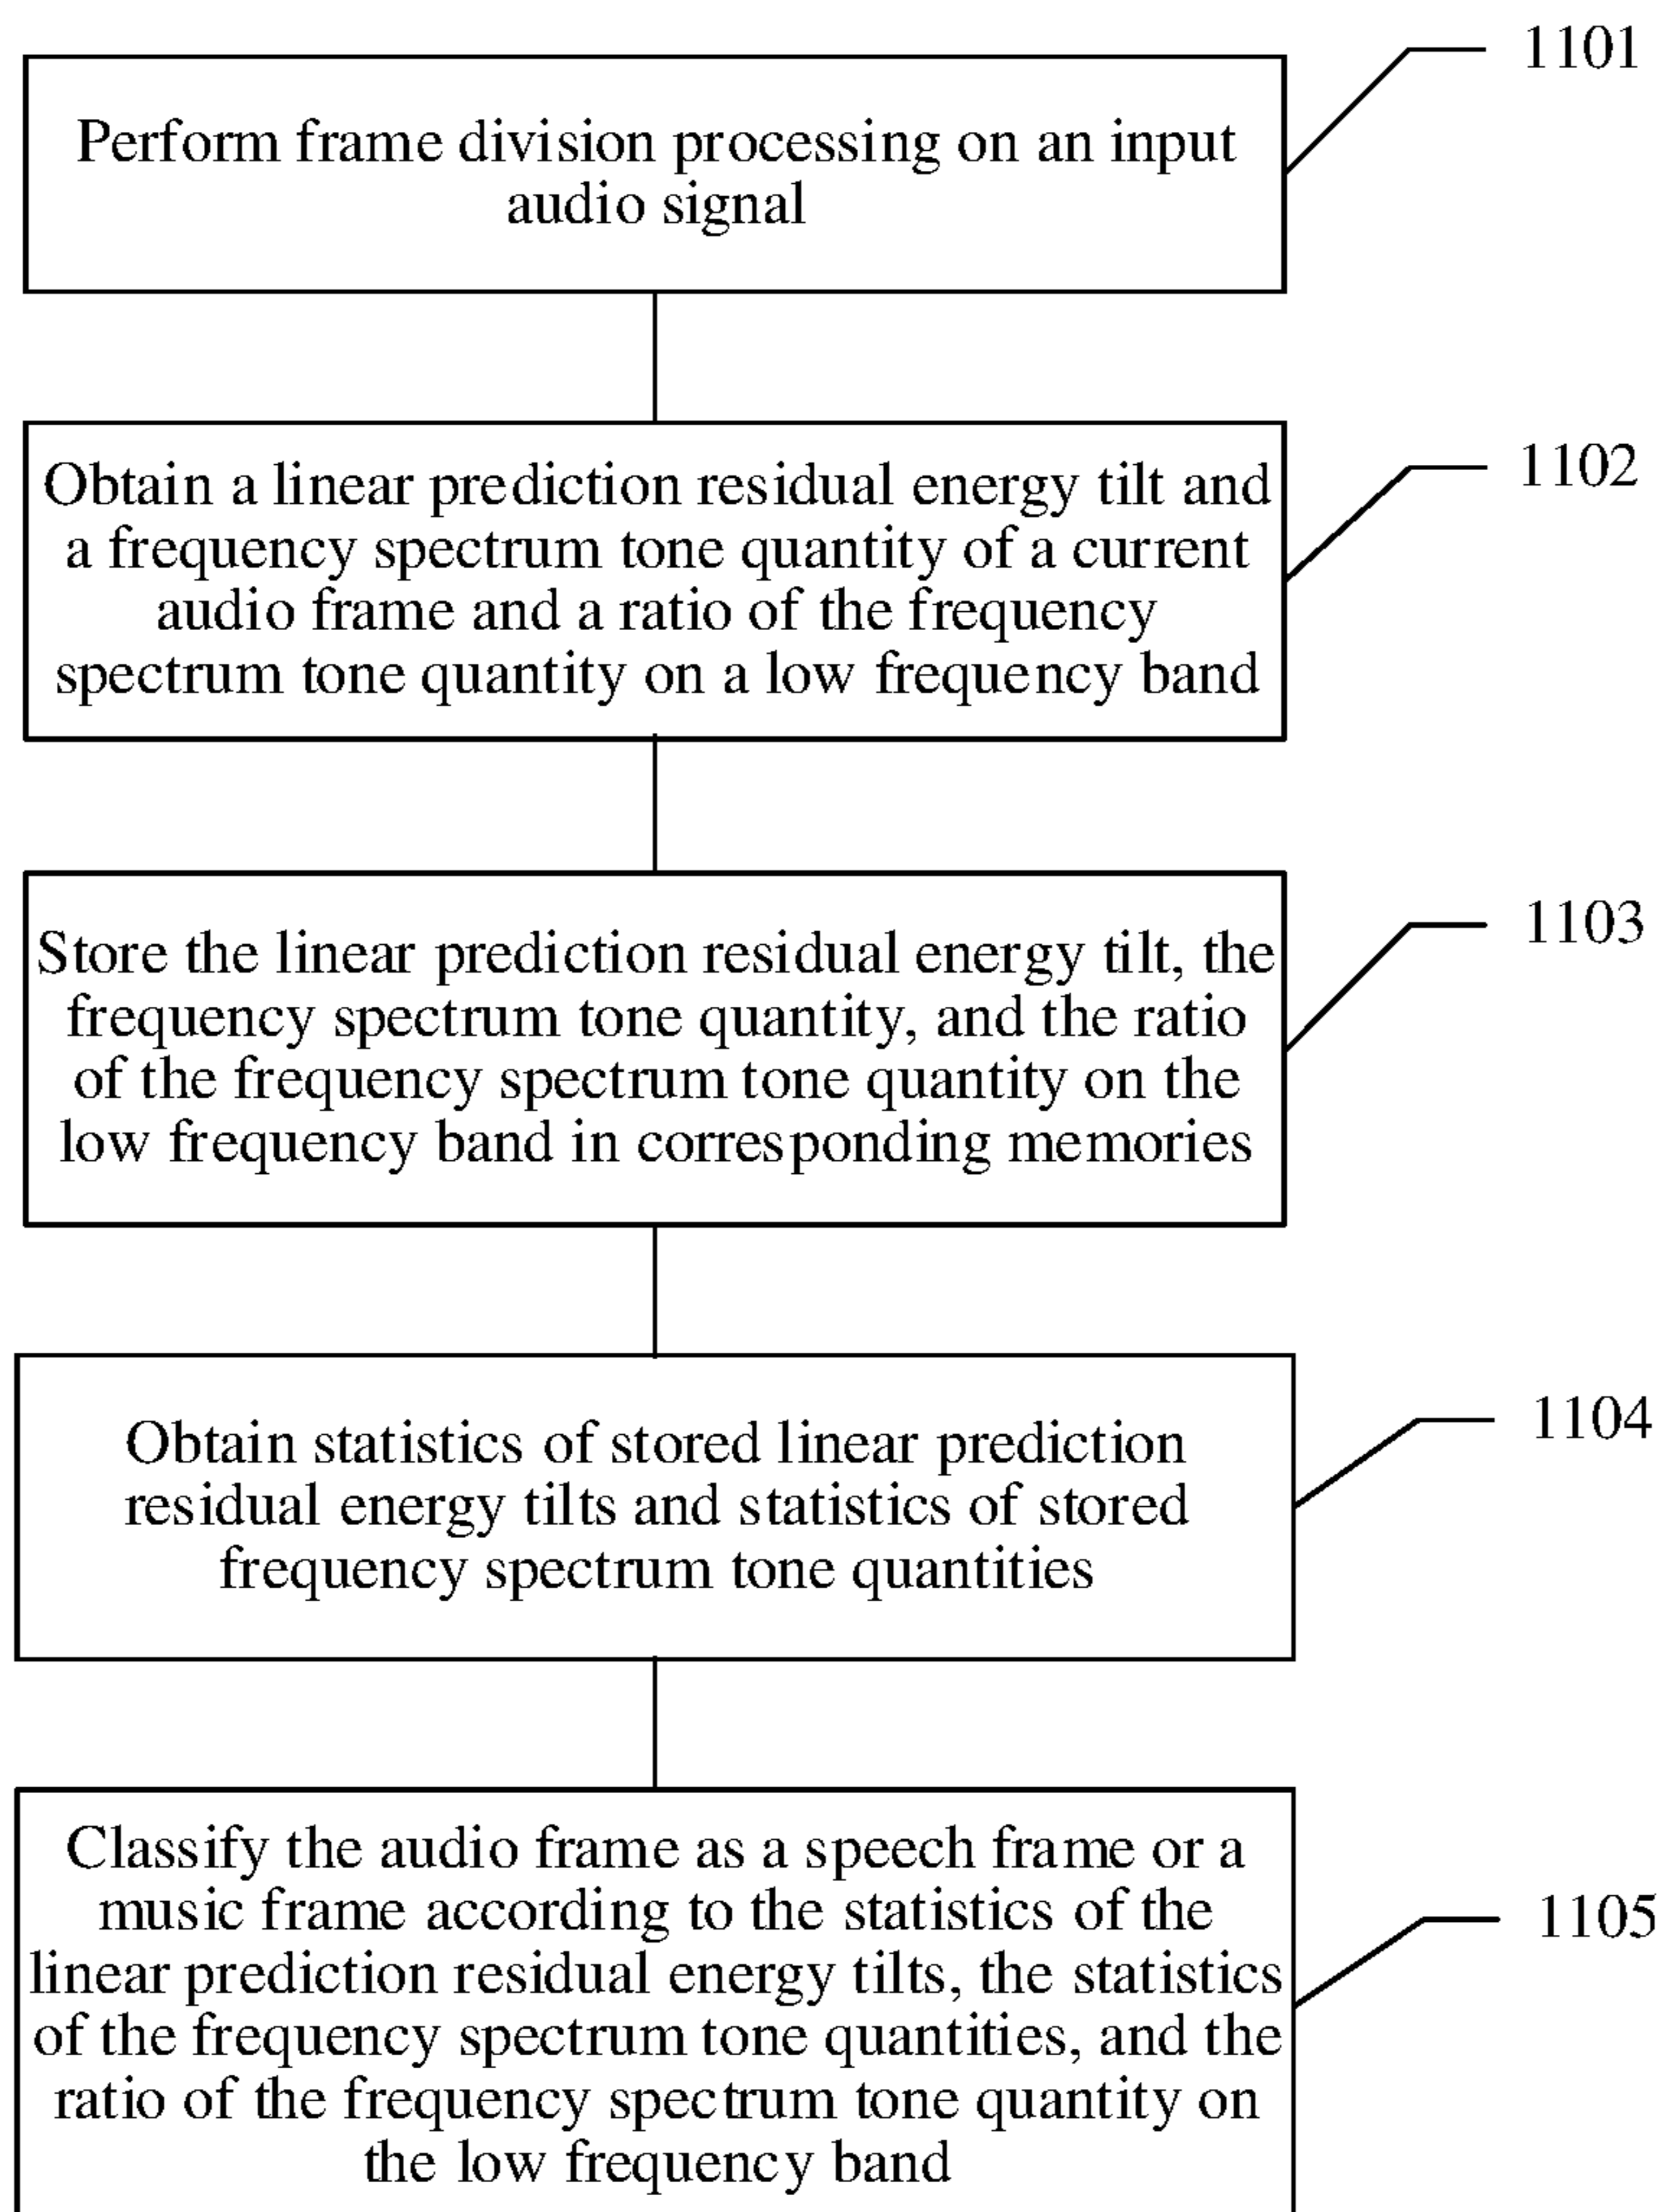 1101
Perform frame division processing on an input
audio signal
1102
Obtain a linear prediction residual energy tilt and
a frequency spectrum tone quantity of a current
audio frame and a ratio of the frequency
spectrum tone quantity on a low frequency band
1103
Store the linear prediction residual energy tilt, the
frequency spectrum tone quantity, and the ratio
of the frequency spectrum tone quantity on the
low frequency band in corresponding memories
1104
Obtain statistics of stored linear prediction
residual energy tilts and statistics of stored
frequency spectrum tone quantities
1105
Classify the audio frame as a speech frame or a
music frame according to the statistics of the
linear prediction residual energy tilts, the statistics
of the frequency spectrum tone quantities, and the
ratio of the frequency spectrum tone quantity on
the low frequency band